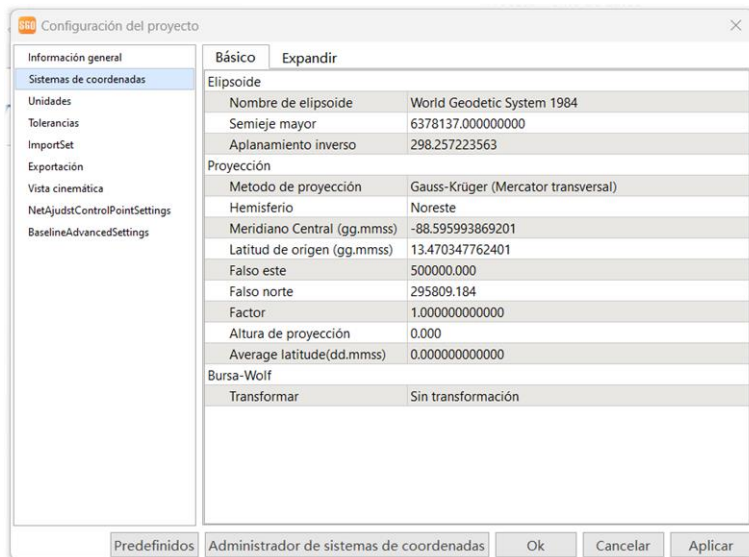 SGO Configuración del proyecto
Información general
Sistemas de coordenadas
Unidades
Tolerancias
ImportSet
Exportación
Vista cinemática
NetAjudstControlPointSettings
BaselineAdvancedSettings
Básico Expandir
Elipsoide
Nombre de elipsoide World Geodetic System 1984
Semieje mayor 6378137.000000000
Aplanamiento inverso 298.257223563
Proyección
Metodo de proyección Gauss-Krüger (Mercator transversal)
Hemisferio Noreste
Meridiano Central (gg.mmss) -88.595993869201
Latitud de origen (gg.mmss) 13.470347762401
Falso este 500000.000
Falso norte 295809.184
Factor 1.000000000000
Altura de proyección 0.000
Average latitude(dd.mmss) 0.000000000000
Bursa-Wolf
Transformar Sin transformación
Predefinidos Administrador de sistemas de coordenadas Ok Cancelar Aplicar